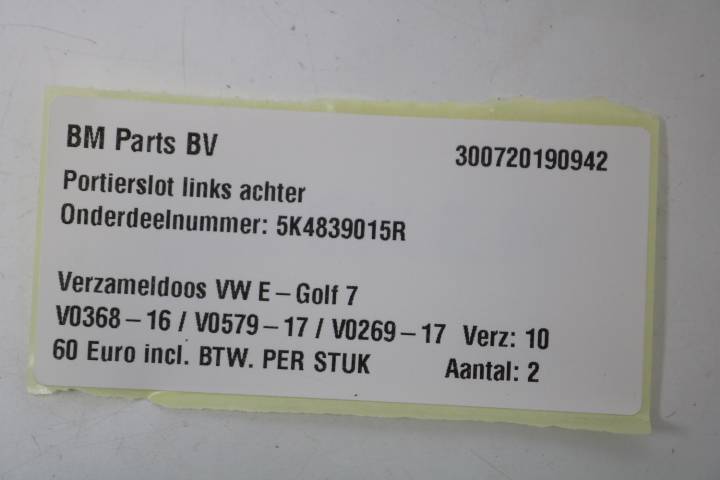 BM Parts BV 300720190942
Portierslot links achter
Onderdeelnummer: 5K4839015R
Verzameldoos VW E – Golf 7
V0368 – 16 / V0579 – 17 / V0269 – 17 Verz: 10
60 Euro incl. BTW. PER STUK Aantal: 2